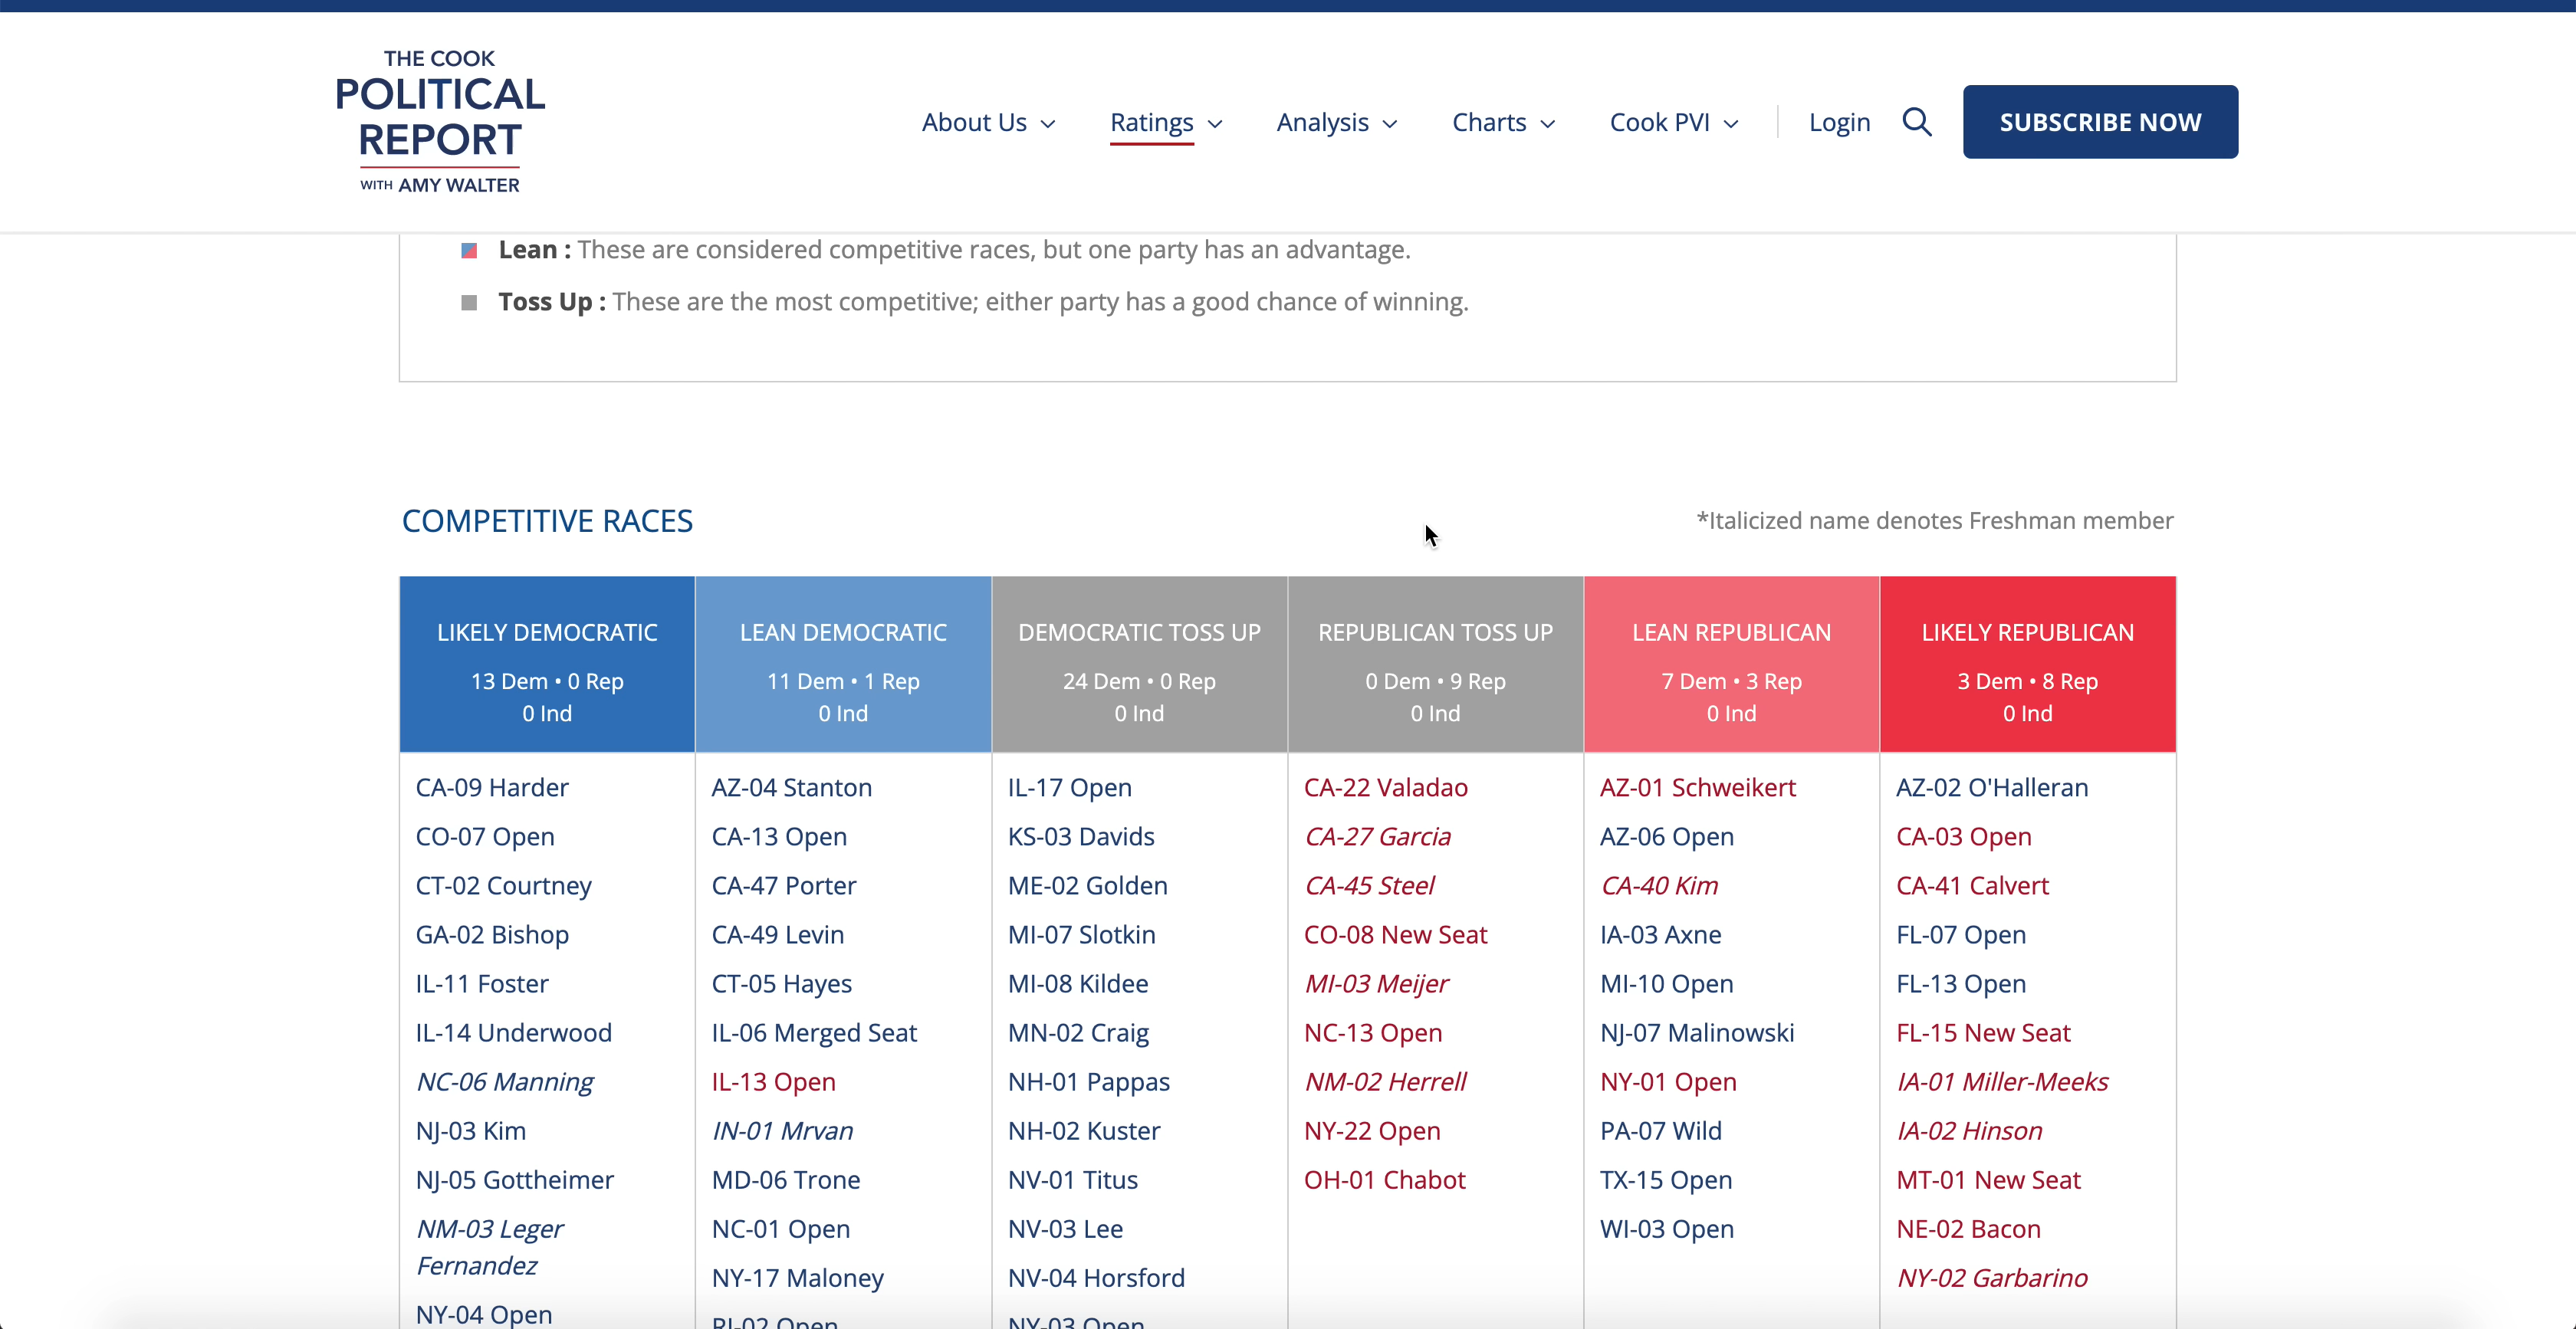 THE COOK
POLITICAL
REPORT
WITH AMY WALTER
About Us
Ratings
Analysis
Charts
Cook PVI
Login
SUBSCRIBE NOW
Lean : These are considered competitive races, but one party has an advantage.
Toss Up : These are the most competitive; either party has a good chance of winning.
COMPETITIVE RACES
*Italicized name denotes Freshman member
LIKELY DEMOCRATIC
13 Dem • 0 Rep
0 Ind
CA-09 Harder
CO-07 Open
CT-02 Courtney
GA-02 Bishop
IL-11 Foster
IL-14 Underwood
NC-06 Manning
NJ-03 Kim
NJ-05 Gottheimer
NM-03 Leger
Fernandez
NY-04 Open
LEAN DEMOCRATIC
11 Dem • 1 Rep
0 Ind
AZ-04 Stanton
CA-13 Open
CA-47 Porter
CA-49 Levin
CT-05 Hayes
IL-06 Merged Seat
IL-13 Open
IN-01 Mrvan
MD-06 Trone
NC-01 Open
NY-17 Maloney
RI-02 Open
DEMOCRATIC TOSS UP
24 Dem • 0 Rep
0 Ind
IL-17 Open
KS-03 Davids
ME-02 Golden
MI-07 Slotkin
MI-08 Kildee
MN-02 Craig
NH-01 Pappas
NH-02 Kuster
NV-01 Titus
NV-03 Lee
NV-04 Horsford
NY-03 Open
REPUBLICAN TOSS UP
0 Dem • 9 Rep
0 Ind
CA-22 Valadao
CA-27 Garcia
CA-45 Steel
CO-08 New Seat
MI-03 Meijer
NC-13 Open
NM-02 Herrell
NY-22 Open
OH-01 Chabot
LEAN REPUBLICAN
7 Dem • 3 Rep
0 Ind
AZ-01 Schweikert
AZ-06 Open
CA-40 Kim
IA-03 Axne
MI-10 Open
NJ-07 Malinowski
NY-01 Open
PA-07 Wild
TX-15 Open
WI-03 Open
LIKELY REPUBLICAN
3 Dem • 8 Rep
0 Ind
AZ-02 O'Halleran
CA-03 Open
CA-41 Calvert
FL-07 Open
FL-13 Open
FL-15 New Seat
IA-01 Miller-Meeks
IA-02 Hinson
MT-01 New Seat
NE-02 Bacon
NY-02 Garbarino